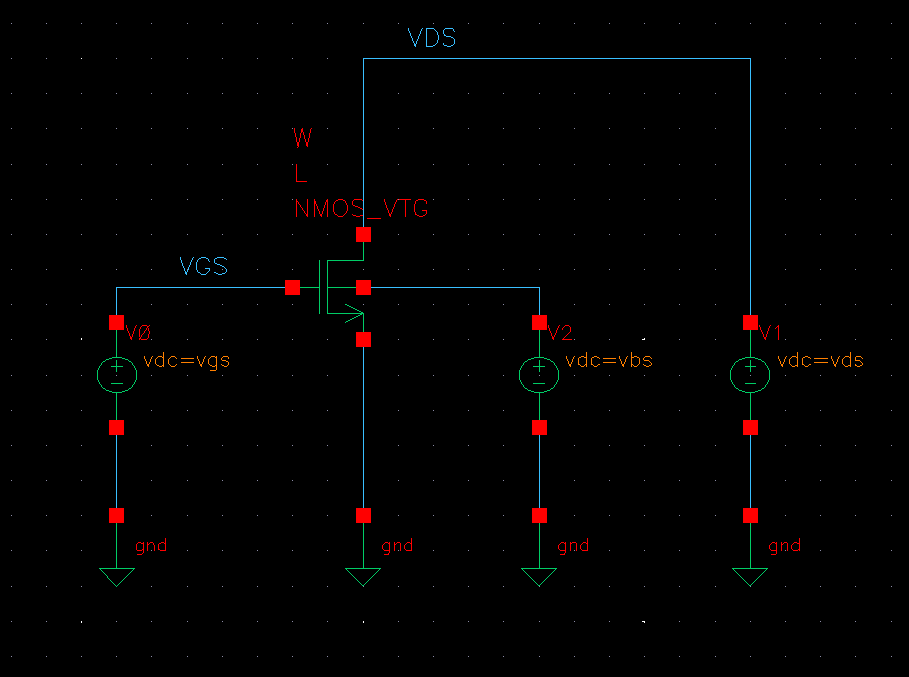 VDS
W
L
NMOS_VTG
VGS
V0
vdc=vgs
V2
vdc=vbs
V1
vdc=vds
gnd
gnd
gnd
gnd